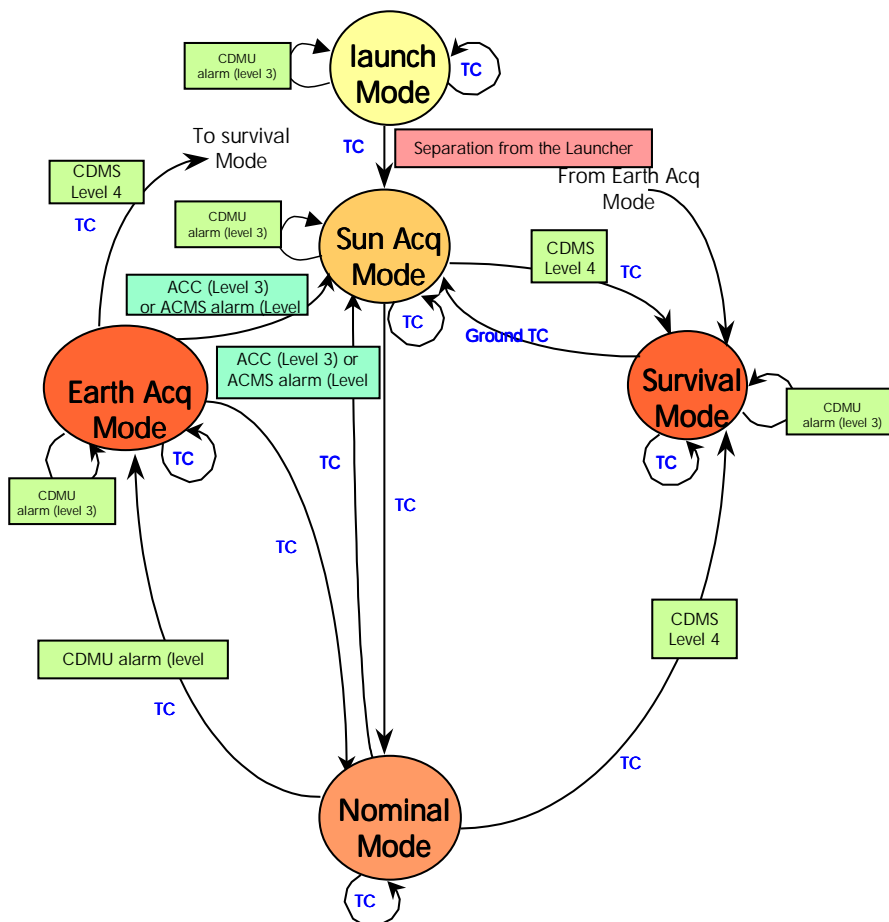 launch
Mode
CDMU
alarm (level 3)
TC
TC
Separation from the Launcher
To survival
Mode
From Earth Acq
Mode
CDMS
Level 4
TC
CDMU
alarm (level 3)
Sun Acq
Mode
CDMS
Level 4
TC
ACC (Level 3)
or ACMS alarm (Level
TC
Ground TC
ACC (Level 3) or
ACMS alarm (Level
Earth Acq
Mode
Survival
Mode
CDMU
alarm (level 3)
TC
TC
TC
CDMU
alarm (level 3)
TC
TC
CDMS
Level 4
CDMU alarm (level
TC
TC
Nominal
Mode
TC